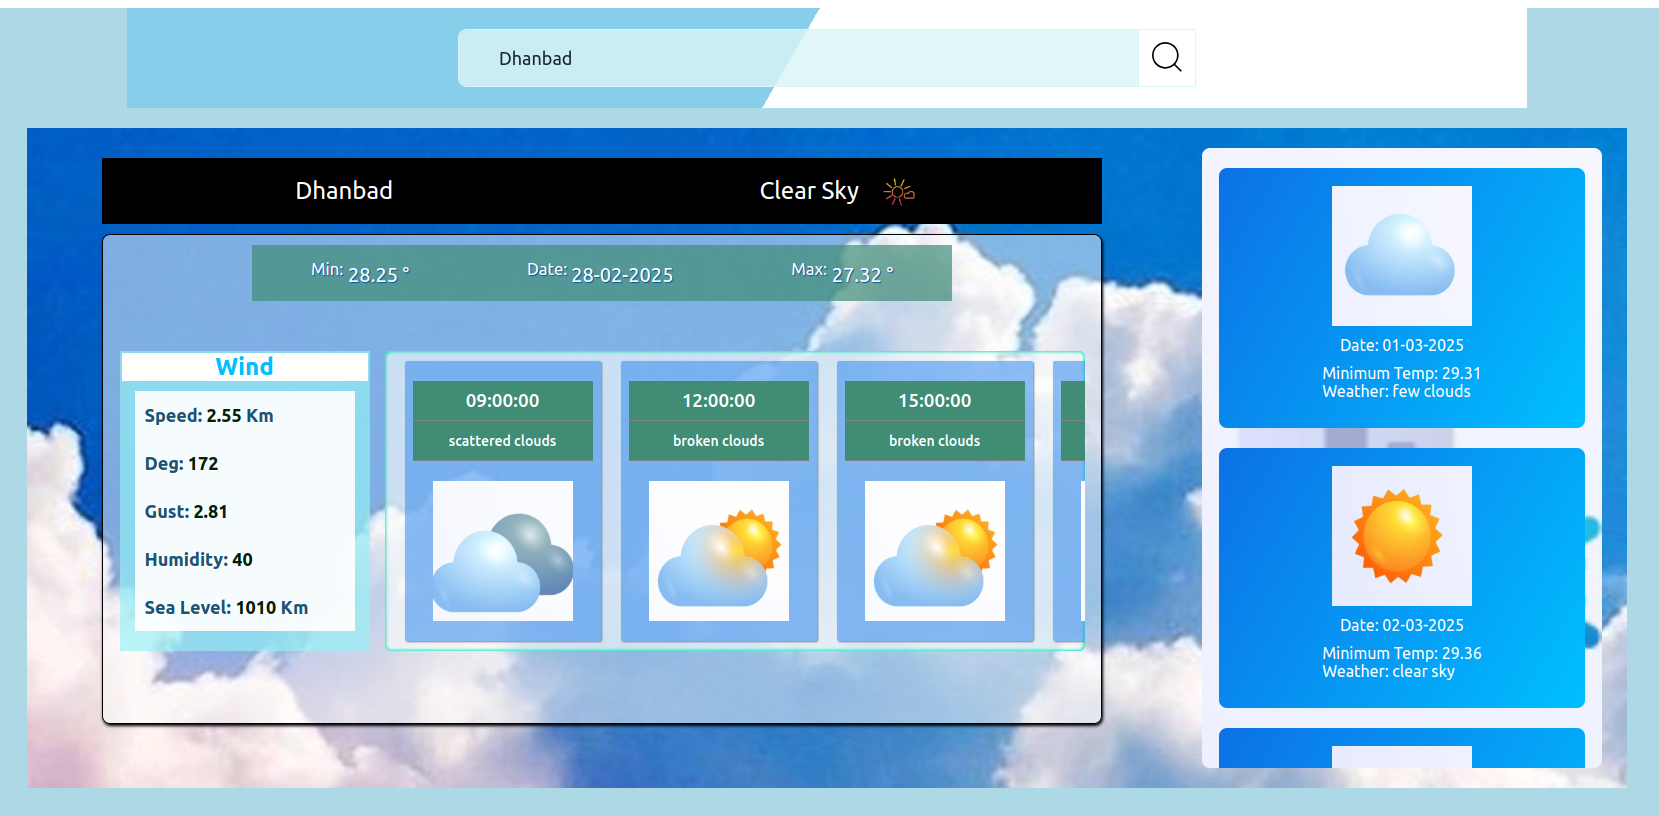 Dhanbad
Dhanbad
Clear Sky
Min: 28.25 °
Date: 28-02-2025
Max: 27.32 °
Wind
Speed: 2.55 Km
Deg: 172
Gust: 2.81
Humidity: 40
Sea Level: 1010 Km
09:00:00
scattered clouds
12:00:00
broken clouds
15:00:00
broken clouds
Date: 01-03-2025
Minimum Temp: 29.31
Weather: few clouds
Date: 02-03-2025
Minimum Temp: 29.36
Weather: clear sky